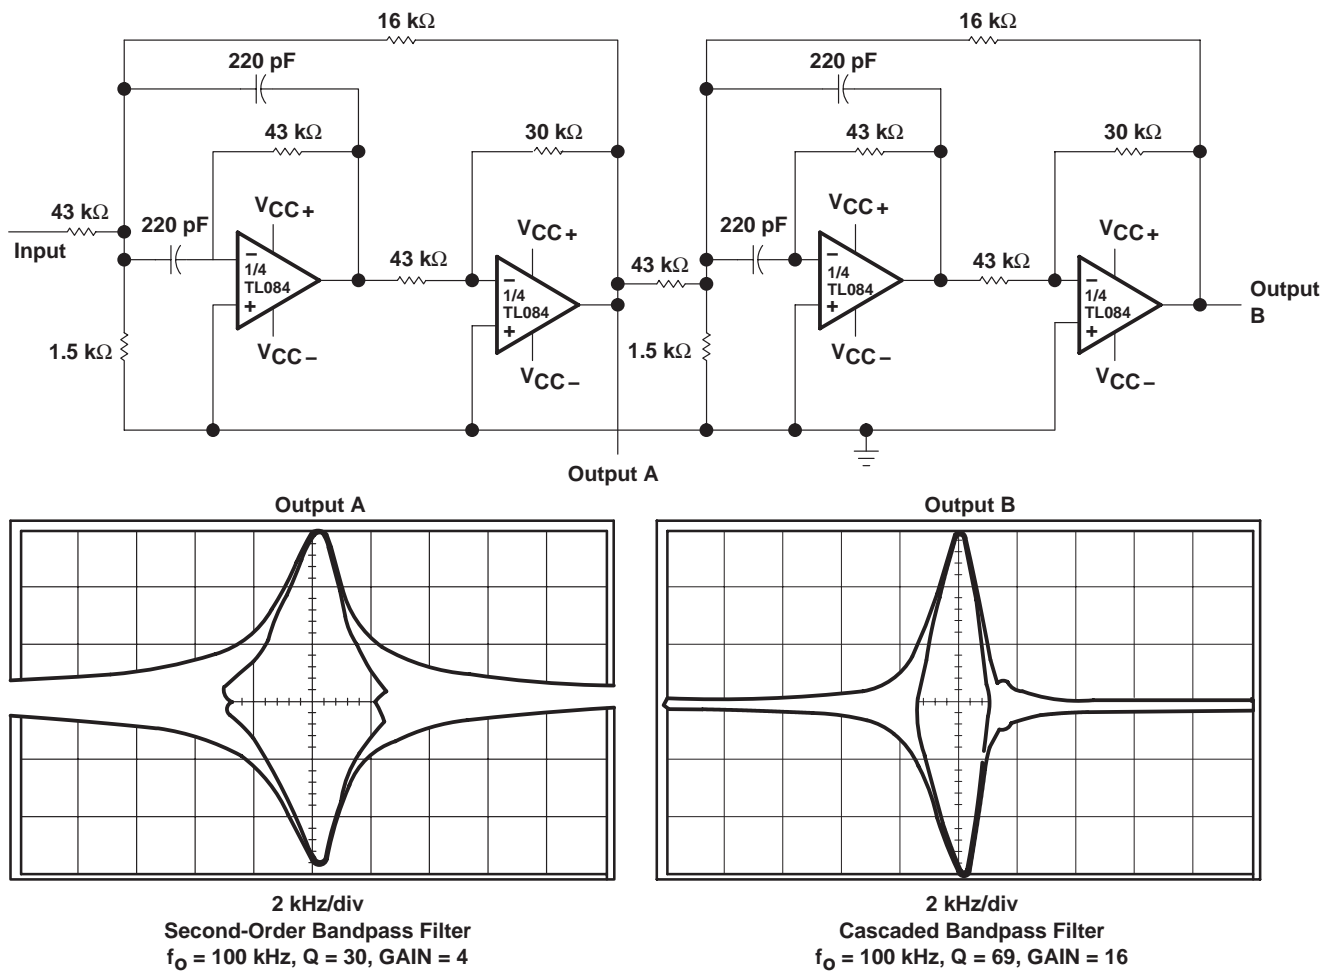 16 kΩ
16 kΩ
220 pF
220 pF
43 kΩ
30 kΩ
43 kΩ
30 kΩ
43 kΩ
Input
220 pF
VCC+
−
1/4
TL084
+
VCC−
43 kΩ
VCC+
−
1/4
TL084
+
VCC−
43 kΩ
220 pF
VCC+
−
1/4
TL084
+
VCC−
43 kΩ
VCC+
−
1/4
TL084
+
VCC−
Output
B
1.5 kΩ
1.5 kΩ
Output A
Output A
Output B
2 kHz/div
Second-Order Bandpass Filter
fo = 100 kHz, Q = 30, GAIN = 4
2 kHz/div
Cascaded Bandpass Filter
fo = 100 kHz, Q = 69, GAIN = 16